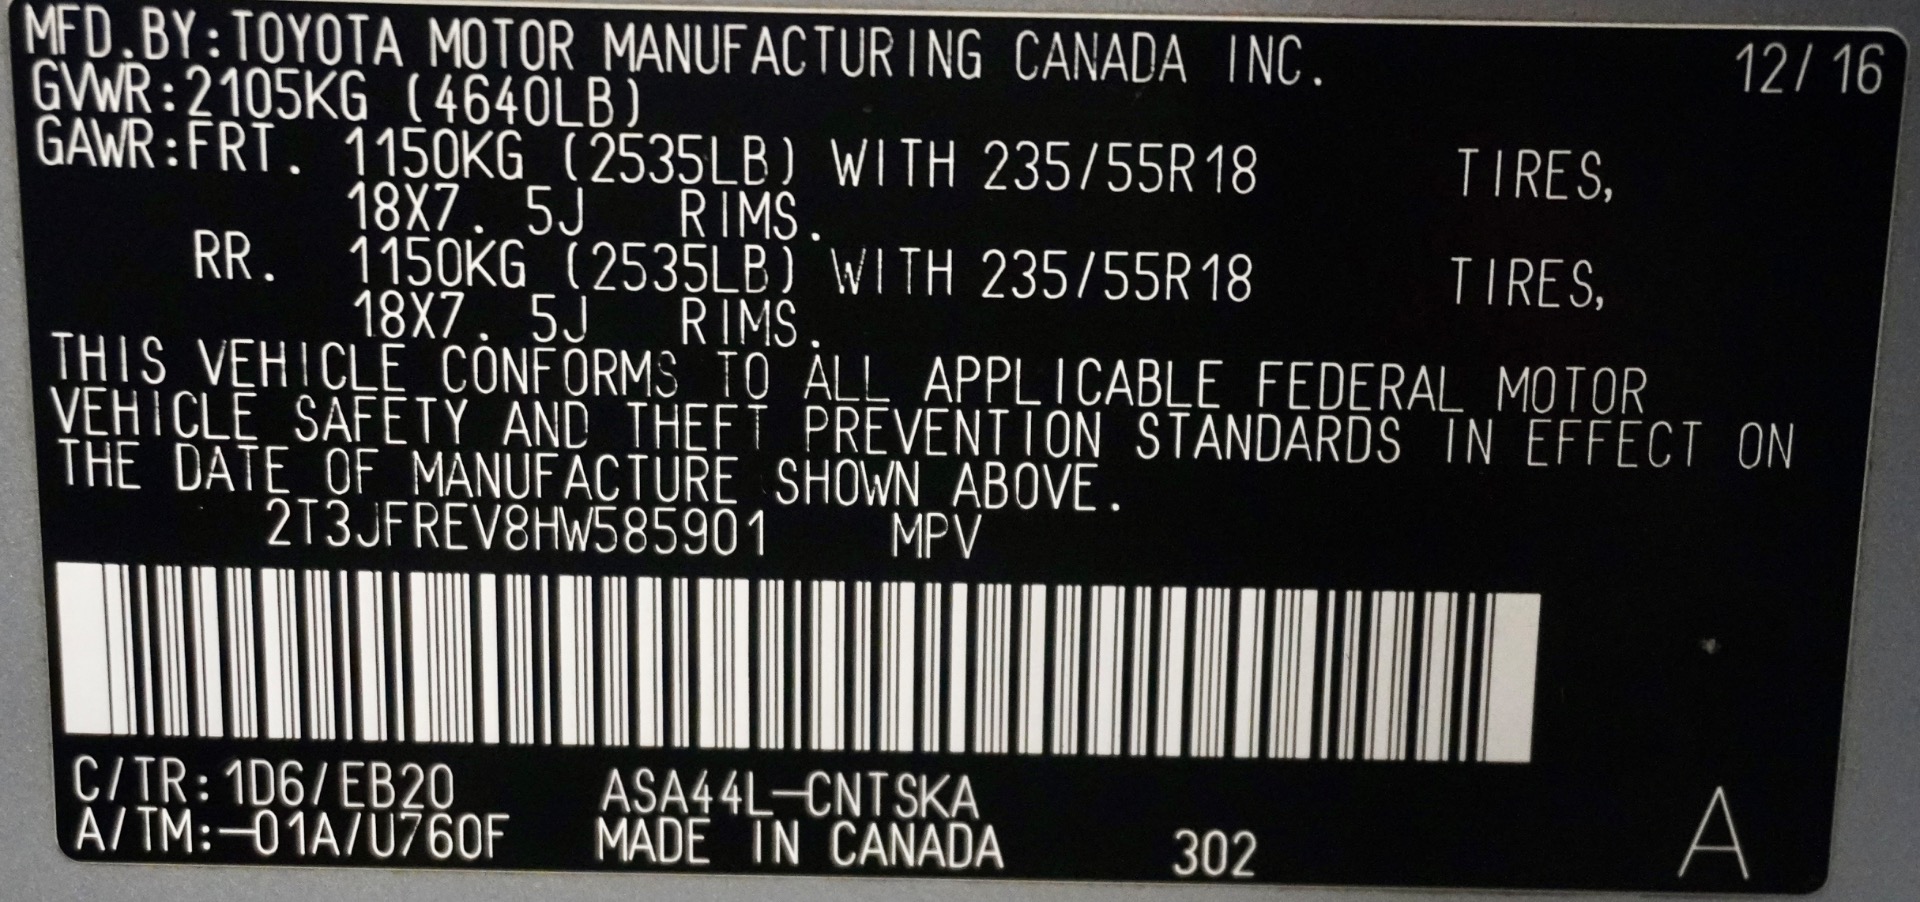 MFD.BY:TOYOTA MOTOR MANUFACTURING CANADA INC. 12/16
GVWR:2105KG (4640LB)
GAWR:FRT. 1150KG (2535LB) WITH 235/55R18 TIRES,
18X7. 5J RIMS.
RR. 1150KG (2535LB) WITH 235/55R18 TIRES,
18X7. 5J RIMS.
THIS VEHICLE CONFORMS TO ALL APPLICABLE FEDERAL MOTOR
VEHICLE SAFETY AND THEFT PREVENTION STANDARDS IN EFFECT ON
THE DATE OF MANUFACTURE SHOWN ABOVE.
2T3JFREV8HW585901 MPV
C/TR: 1D6/EB20 ASA44L-CNTSKA
A/TM:-01A/U760F MADE IN CANADA 302 A